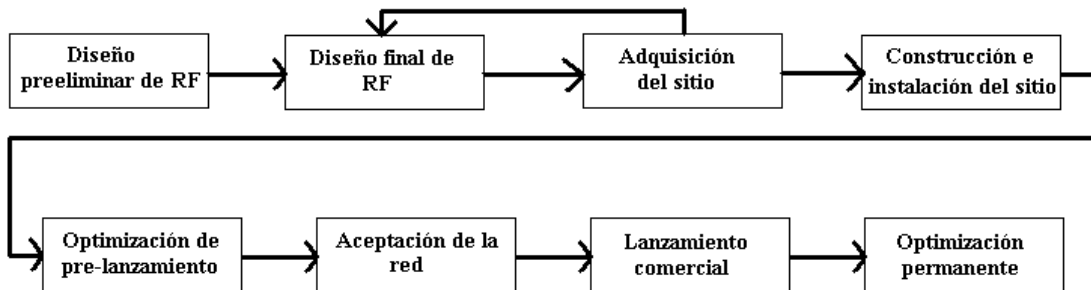 Diseño
preeliminar de RF
Diseño final de
RF
Adquisición
del sitio
Construcción e
instalación del sitio
Optimización de
pre-lanzamiento
Aceptación de la
red
Lanzamiento
comercial
Optimización
permanente